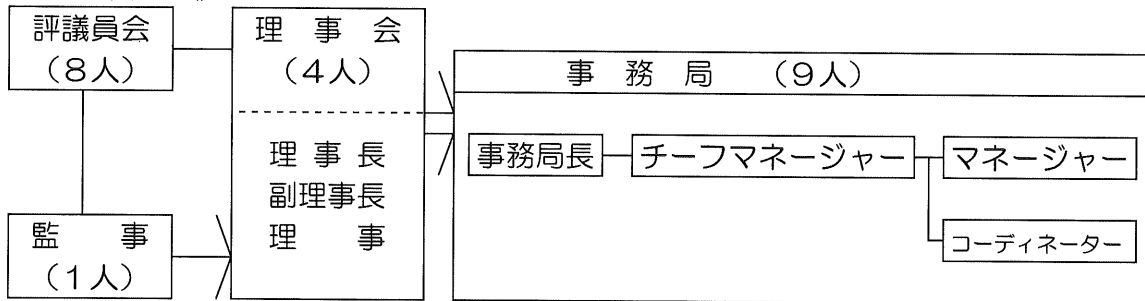 評議員会
（8人）
理事会
（4人）
理事長
副理事長
理事
監事
（1人）
事務局（9人）
事務局長
チーフマネージャー
マネージャー
コーディネーター